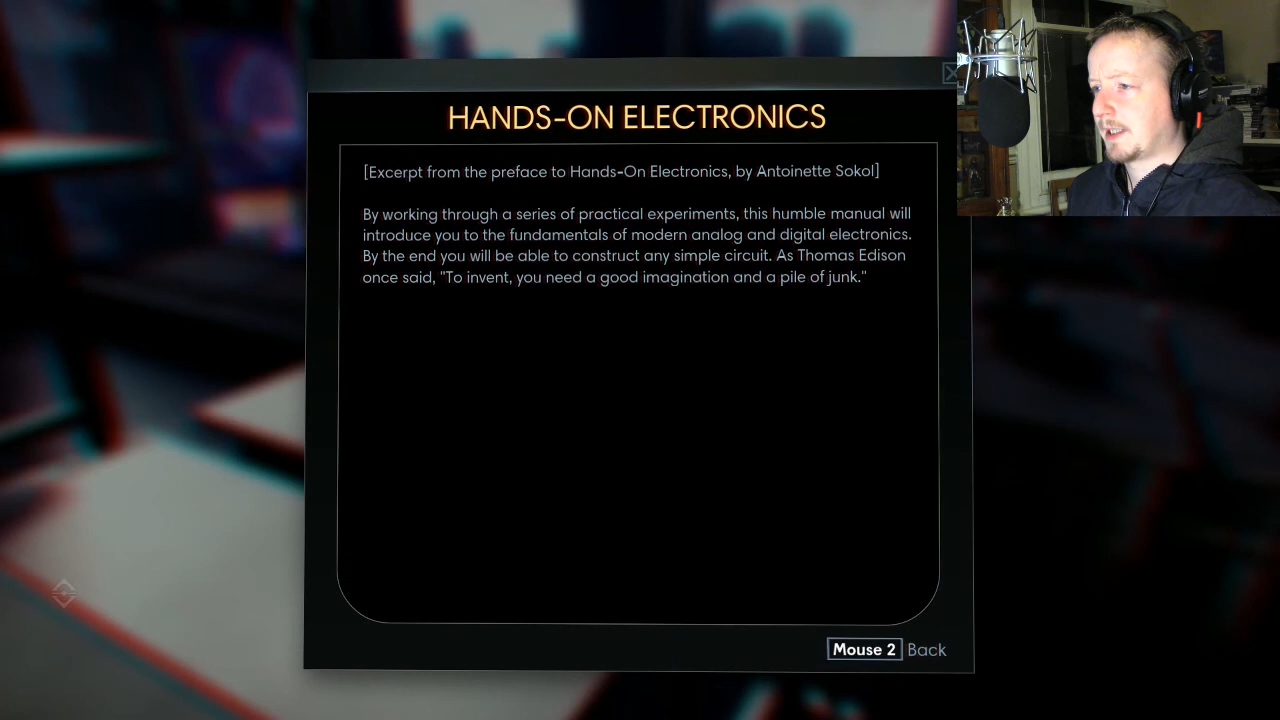 HANDS-ON ELECTRONICS
[Excerpt from the preface to Hands-On Electronics, by Antoinette Sokol]
By working through a series of practical experiments, this humble manual will
introduce you to the fundamentals of modern analog and digital electronics.
By the end you will be able to construct any simple circuit. As Thomas Edison
once said, "To invent, you need a good imagination and a pile of junk."
Mouse 2 Back